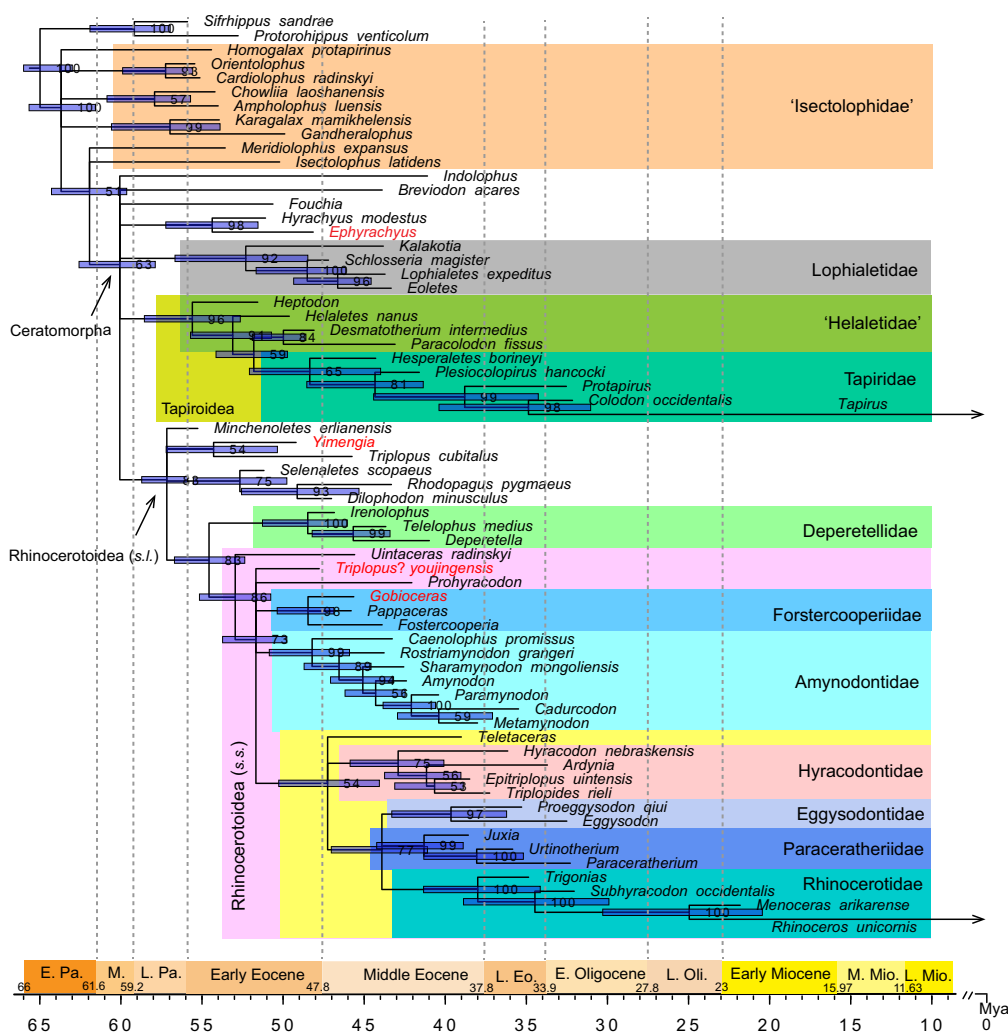 Sifrhippus sandrae
100
Protorohippus venticolum
Homogalax protapirinus
100
Orientolophus
Cardiolophus radinskyi
Chowliia laoshanensis
57
100
Ampholophus luensis
Karagalax mamikhelensis
99
Gandheralophus
'Isectolophidae'
Meridiolophus expansus
Isectolophus latidens
Indolophus
51
Breviodon acares
Fouchia
Hyrachyus modestus
98
Ephyrachyus
Kalakotia
92
Schlosseria magister
63
100
Lophialetes expeditus
96
Eoletes
Lophialetidae
Ceratomorpha
Heptodon
Helaletes nanus
96
Desmatotherium intermedius
91
84
Paracolodon fissus
'Helaletidae'
59
Hesperaletes borineyi
65
Plesiocolopirus hancocki
81
Protapirus
99
Colodon occidentalis
98
Tapirus
Tapiridae
Tapiroidea
Minchenoletes erlianensis
Yimengia
54
Triplopus cubitalus
Selenaletes scopaeus
75
Rhodopagus pygmaeus
93
Dilophodon minusculus
Rhinocerotoidea (s.l.)
Irenolophus
100
Telelophus medius
99
Deperetella
Deperetellidae
Uintaceras radinskyi
83
Triplopus? youjingensis
Prohyracodon
86
Gobioceras
98
Pappaceras
Fostercooperia
Forstercooperiidae
73
Caenolophus promissus
99
Rostriamynodon grangeri
89
Sharamynodon mongoliensis
94
Amynodon
56
Paramynodon
100
Cadurcodon
59
Metamynodon
Amynodontidae
Teletaceras
Hyracodon nebraskensis
75
Ardynia
56
Epitriplopus uintensis
53
Triplopides rieli
54
Hyracodontidae
Rhinocerotoidea (s.s.)
Proeggysodon qiui
97
Eggysodon
Eggysodontidae
Juxia
99
Urtinotherium
77
100
Paraceratherium
Paraceratheriidae
Trigonias
100
Subhyracodon occidentalis
100
Menoceras arikarense
100
Rhinoceros unicornis
Rhinocerotidae
E. Pa. M. L. Pa. Early Eocene Middle Eocene L. Eo. E. Oligocene L. Oli. Early Miocene M. Mio. L. Mio.
66 61.6 59.2 56 47.8 37.8 33.9 27.8 23 15.97 11.63
Mya
65 60 55 50 45 40 35 30 25 20 15 10 0